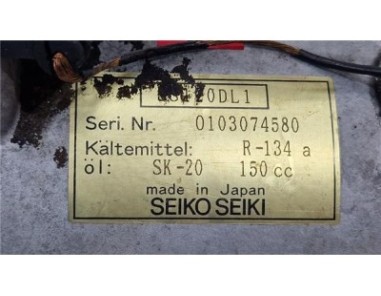 Seri. Nr. 0103074580
Kältemittel: R-134 a
öl: SK-20 150 cc
made in Japan
SEIKO SEIKI